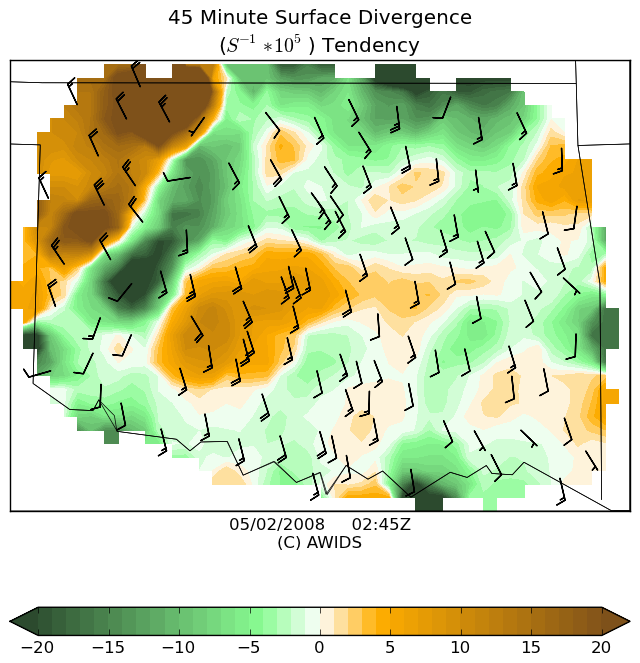 45 Minute Surface Divergence
(S⁻¹ *10⁵ ) Tendency
05/02/2008 02:45Z
(C) AWIDS
−20 −15 −10 −5 0 5 10 15 20